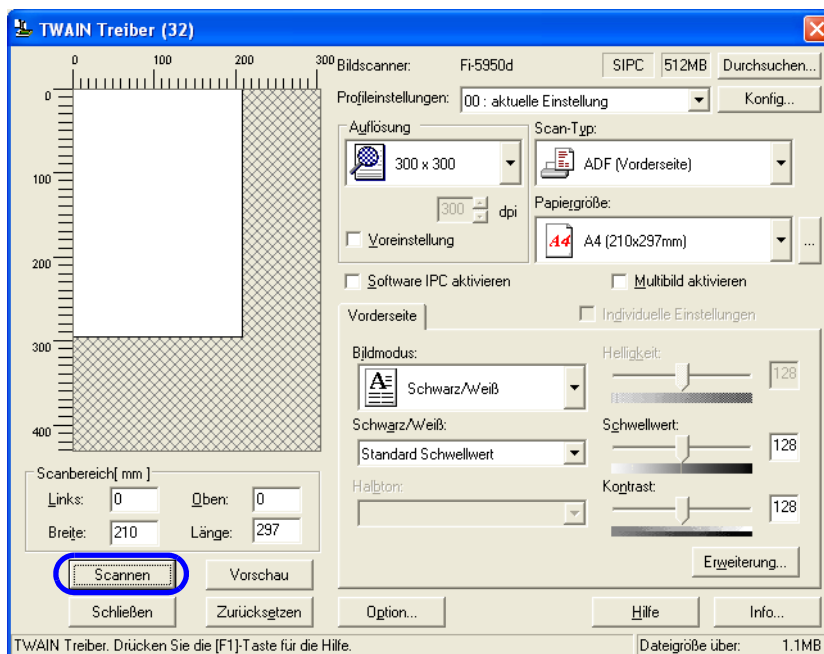 TWAIN Treiber (32)
0 100 200 300
0
100
200
300
400
Bildscanner: Fi-5950d SIPC 512MB Durchsuchen...
Profileinstellungen: 00 : aktuelle Einstellung Konfig...
Auflösung
300 x 300
300 dpi
Voreinstellung
Scan-Typ:
ADF (Vorderseite)
Papiergröße:
A4 A4 (210x297mm) ...
Software IPC aktivieren Multibild aktivieren
Vorderseite Individuelle Einstellungen
Bildmodus:
A Schwarz/Weiß
Schwarz/Weiß:
Standard Schwellwert
Halbton:
Helligkeit:
128
Schwellwert:
128
Kontrast:
128
Erweiterung...
Scanbereich[ mm ]
Links: 0 Oben: 0
Breite: 210 Länge: 297
Scannen Vorschau
Schließen Zurücksetzen Option... Hilfe Info...
TWAIN Treiber. Drücken Sie die [F1]-Taste für die Hilfe. Dateigröße über: 1.1MB